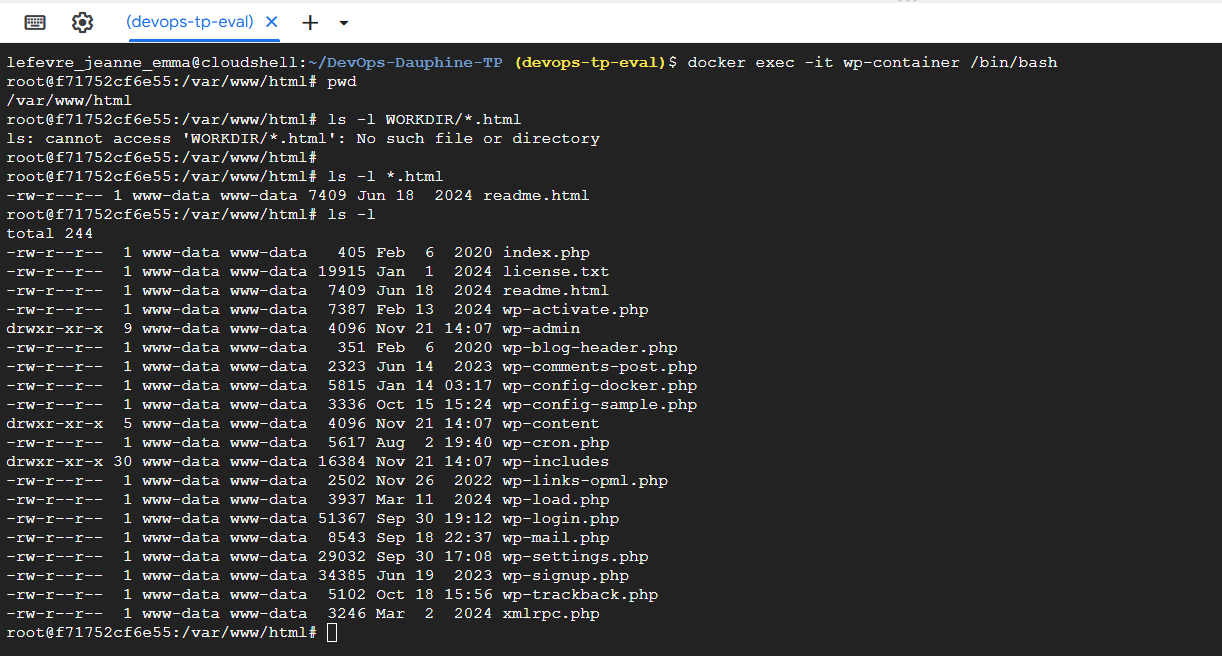 (devops-tp-eval)
lefevre_jeanne_emma@cloudshell:~/DevOps-Dauphine-TP (devops-tp-eval)$ docker exec -it wp-container /bin/bash
root@f71752cf6e55:/var/www/html# pwd
/var/www/html
root@f71752cf6e55:/var/www/html# ls -l WORKDIR/*.html
ls: cannot access 'WORKDIR/*.html': No such file or directory
root@f71752cf6e55:/var/www/html#
root@f71752cf6e55:/var/www/html# ls -l *.html
-rw-r--r-- 1 www-data www-data 7409 Jun 18  2024 readme.html
root@f71752cf6e55:/var/www/html# ls -l
total 244
-rw-r--r--  1 www-data www-data   405 Feb  6  2020 index.php
-rw-r--r--  1 www-data www-data 19915 Jan  1  2024 license.txt
-rw-r--r--  1 www-data www-data  7409 Jun 18  2024 readme.html
-rw-r--r--  1 www-data www-data  7387 Feb 13  2024 wp-activate.php
drwxr-xr-x  9 www-data www-data  4096 Nov 21 14:07 wp-admin
-rw-r--r--  1 www-data www-data   351 Feb  6  2020 wp-blog-header.php
-rw-r--r--  1 www-data www-data  2323 Jun 14  2023 wp-comments-post.php
-rw-r--r--  1 www-data www-data  5815 Jan 14 03:17 wp-config-docker.php
-rw-r--r--  1 www-data www-data  3336 Oct 15 15:24 wp-config-sample.php
drwxr-xr-x  5 www-data www-data  4096 Nov 21 14:07 wp-content
-rw-r--r--  1 www-data www-data  5617 Aug  2 19:40 wp-cron.php
drwxr-xr-x 30 www-data www-data 16384 Nov 21 14:07 wp-includes
-rw-r--r--  1 www-data www-data  2502 Nov 26  2022 wp-links-opml.php
-rw-r--r--  1 www-data www-data  3937 Mar 11  2024 wp-load.php
-rw-r--r--  1 www-data www-data 51367 Sep 30 19:12 wp-login.php
-rw-r--r--  1 www-data www-data  8543 Sep 18 22:37 wp-mail.php
-rw-r--r--  1 www-data www-data 29032 Sep 30 17:08 wp-settings.php
-rw-r--r--  1 www-data www-data 34385 Jun 19  2023 wp-signup.php
-rw-r--r--  1 www-data www-data  5102 Oct 18 15:56 wp-trackback.php
-rw-r--r--  1 www-data www-data  3246 Mar  2  2024 xmlrpc.php
root@f71752cf6e55:/var/www/html#